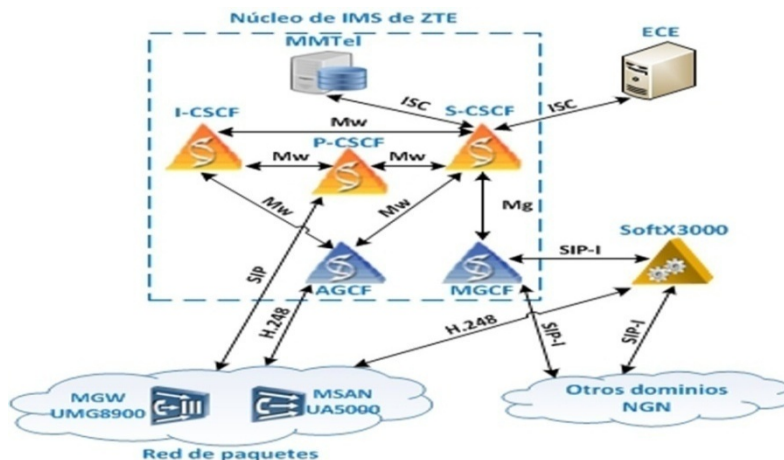 Núcleo de IMS de ZTE
MMTel
ECE
ISC
ISC
I-CSCF
S-CSCF
Mw
P-CSCF
Mw
Mw
Mw
Mw
Mg
SoftX3000
SIP-I
SIP
AGCF
MGCF
H.248
H.248
SIP-I
SIP-I
MGW
UMG8900
MSAN
UA5000
Otros dominios
NGN
Red de paquetes